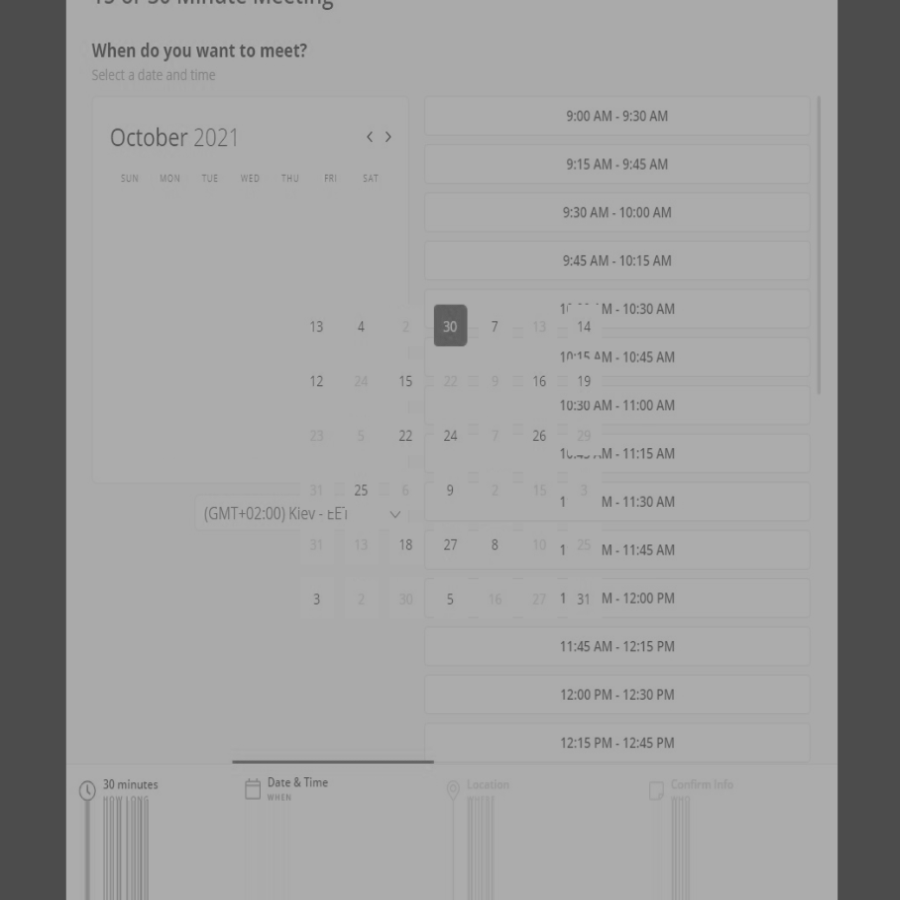 15 or 30 Minute Meeting
When do you want to meet?
Select a date and time
October 2021
SUN MON TUE WED THU FRI SAT
13 4 2 30 7 13 14
12 24 15 22 9 16 19
23 5 22 24 7 26 29
31 25 6 9 2 15 3
31 13 18 27 8 10 25
3 2 30 5 16 27 31
(GMT+02:00) Kiev - EET
9:00 AM - 9:30 AM
9:15 AM - 9:45 AM
9:30 AM - 10:00 AM
9:45 AM - 10:15 AM
M - 10:30 AM
10:15 AM - 10:45 AM
10:30 AM - 11:00 AM
M - 11:15 AM
1 M - 11:30 AM
1 M - 11:45 AM
1 M - 12:00 PM
11:45 AM - 12:15 PM
12:00 PM - 12:30 PM
12:15 PM - 12:45 PM
30 minutes
HOW LONG
Date & Time
WHEN
Location
Confirm Info